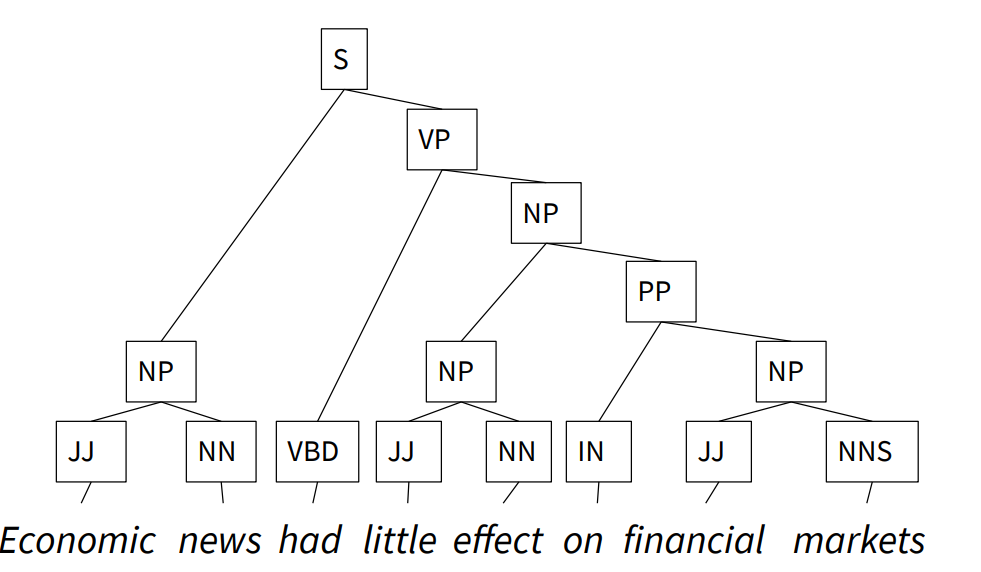 S
VP
NP
PP
NP NP NP
JJ NN VBD JJ NN IN JJ NNS
Economic news had little effect on financial markets